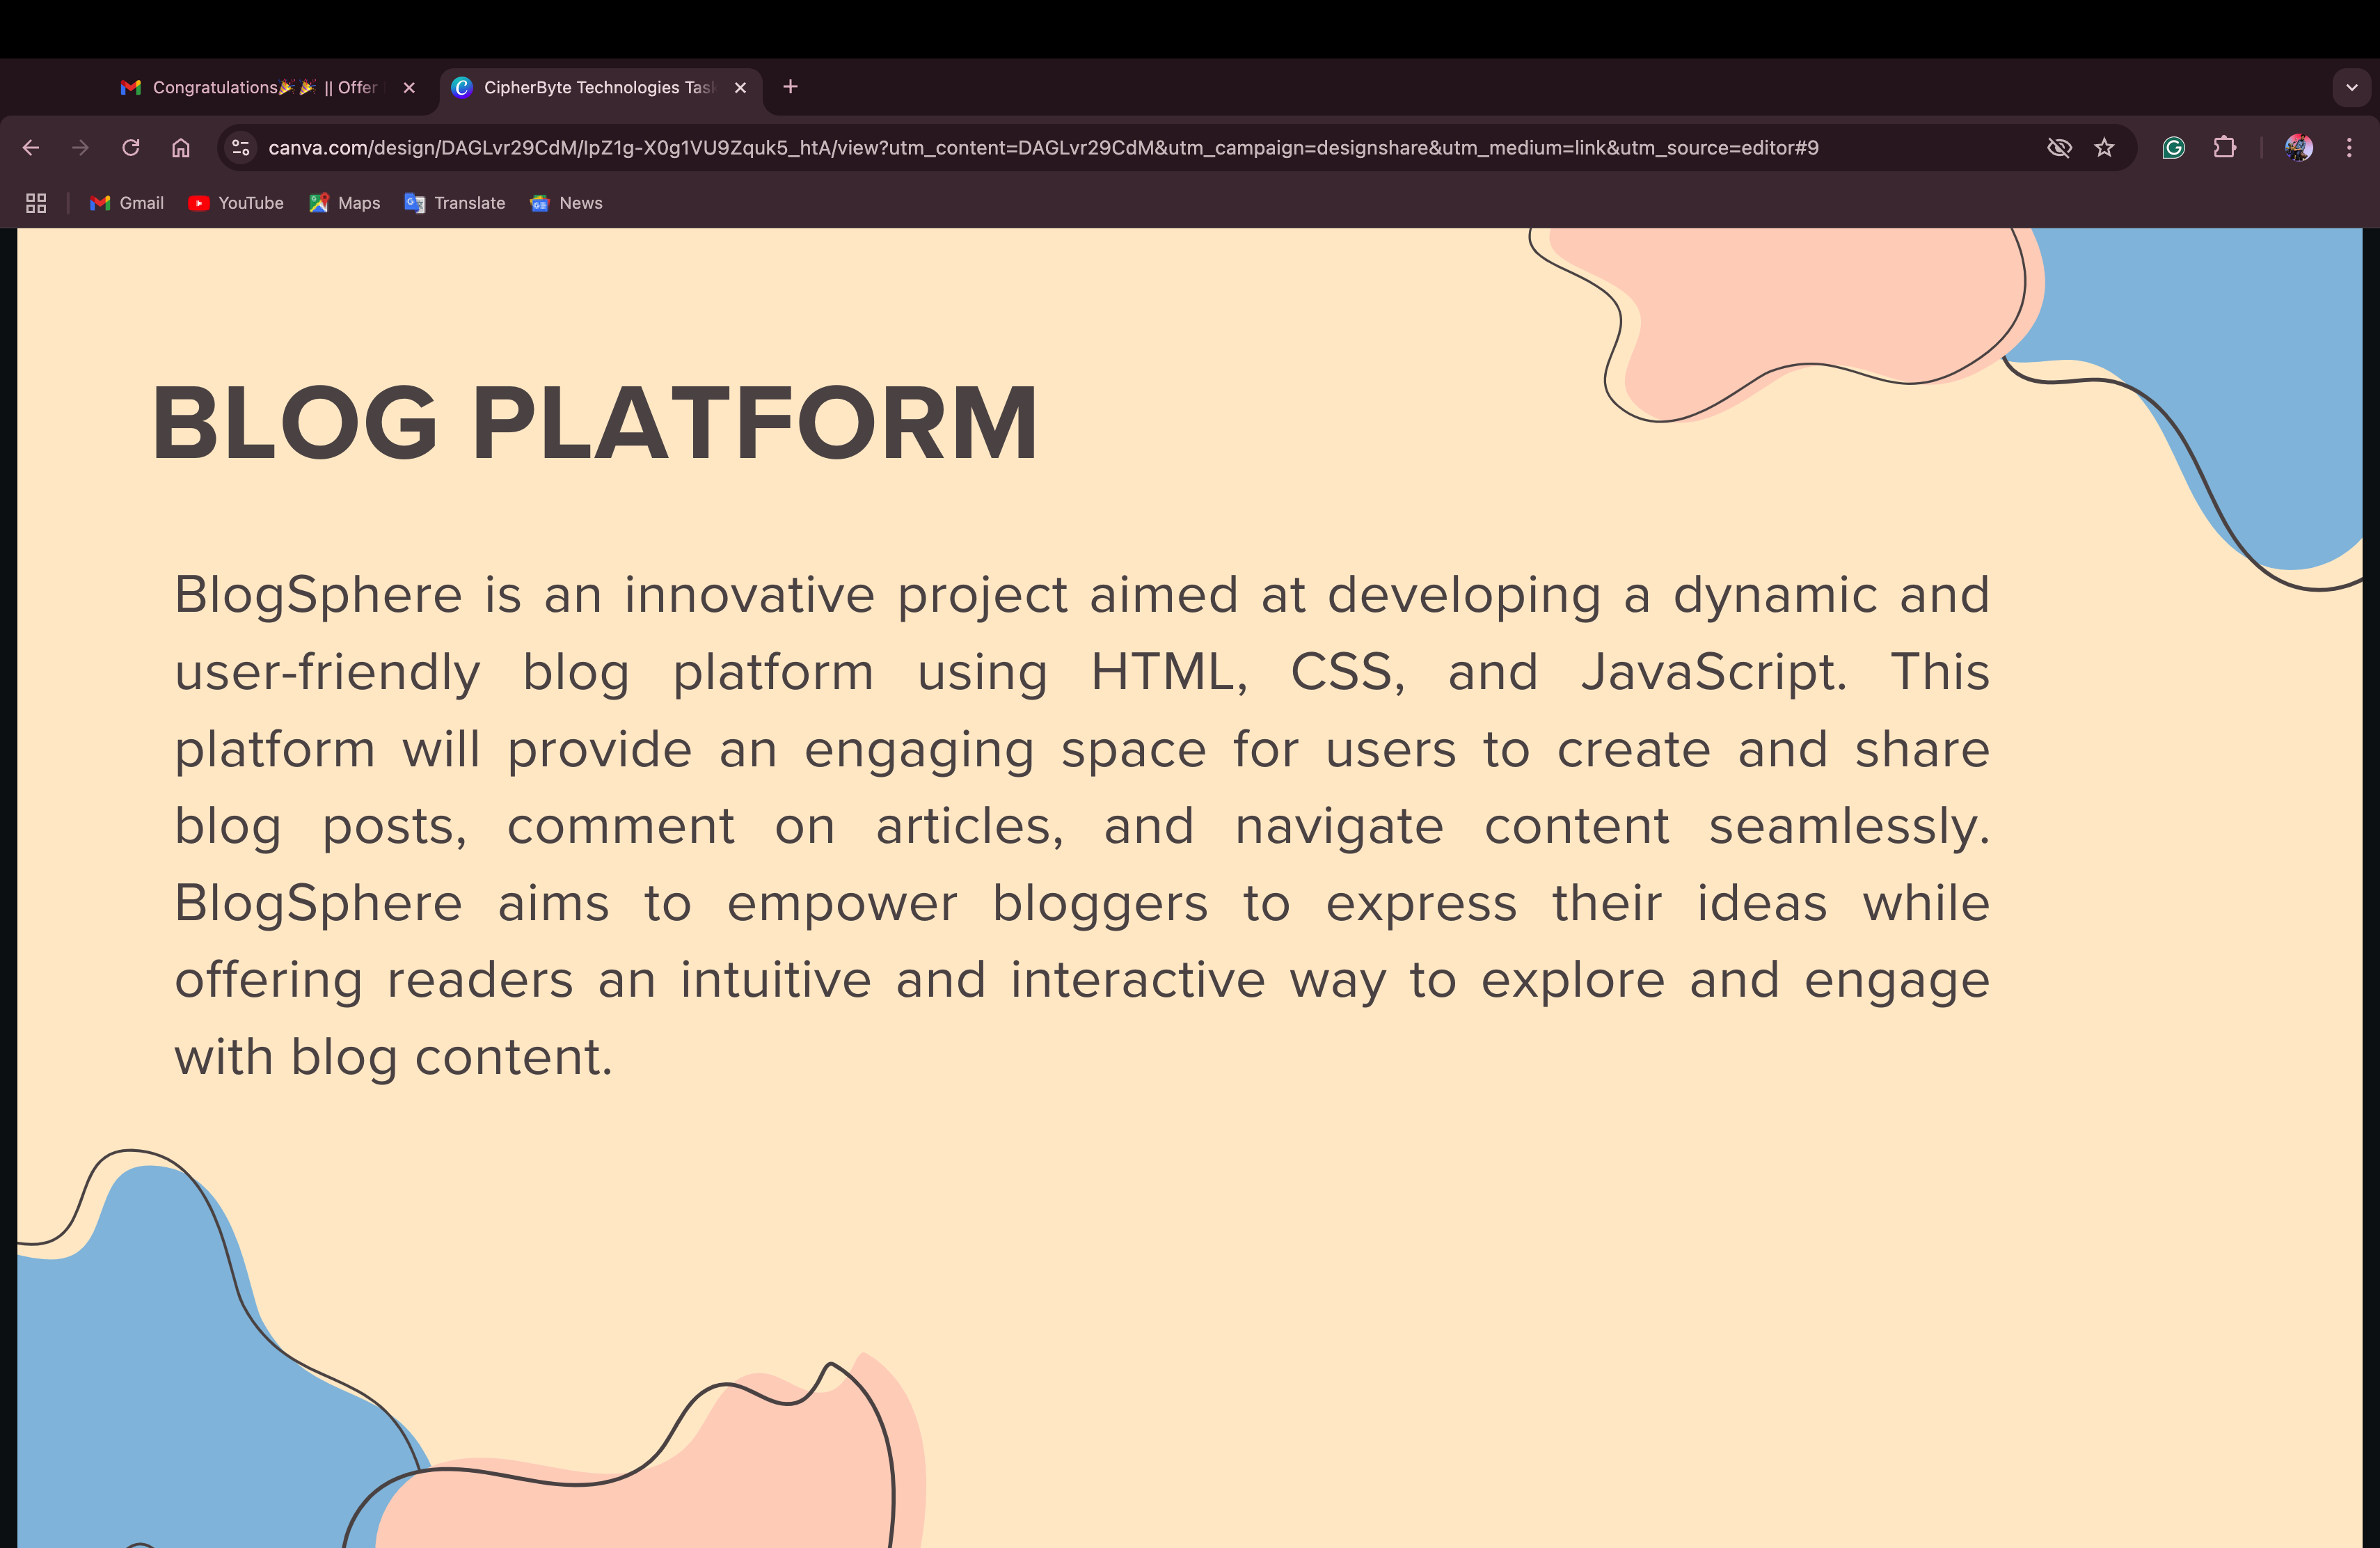 Congratulations🎉🎉 || Offer
CipherByte Technologies Task
canva.com/design/DAGLvr29CdM/IpZ1g-X0g1VU9Zquk5_htA/view?utm_content=DAGLvr29CdM&utm_campaign=designshare&utm_medium=link&utm_source=editor#9
Gmail YouTube Maps Translate News
BLOG PLATFORM
BlogSphere is an innovative project aimed at developing a dynamic and
user-friendly blog platform using HTML, CSS, and JavaScript. This
platform will provide an engaging space for users to create and share
blog posts, comment on articles, and navigate content seamlessly.
BlogSphere aims to empower bloggers to express their ideas while
offering readers an intuitive and interactive way to explore and engage
with blog content.